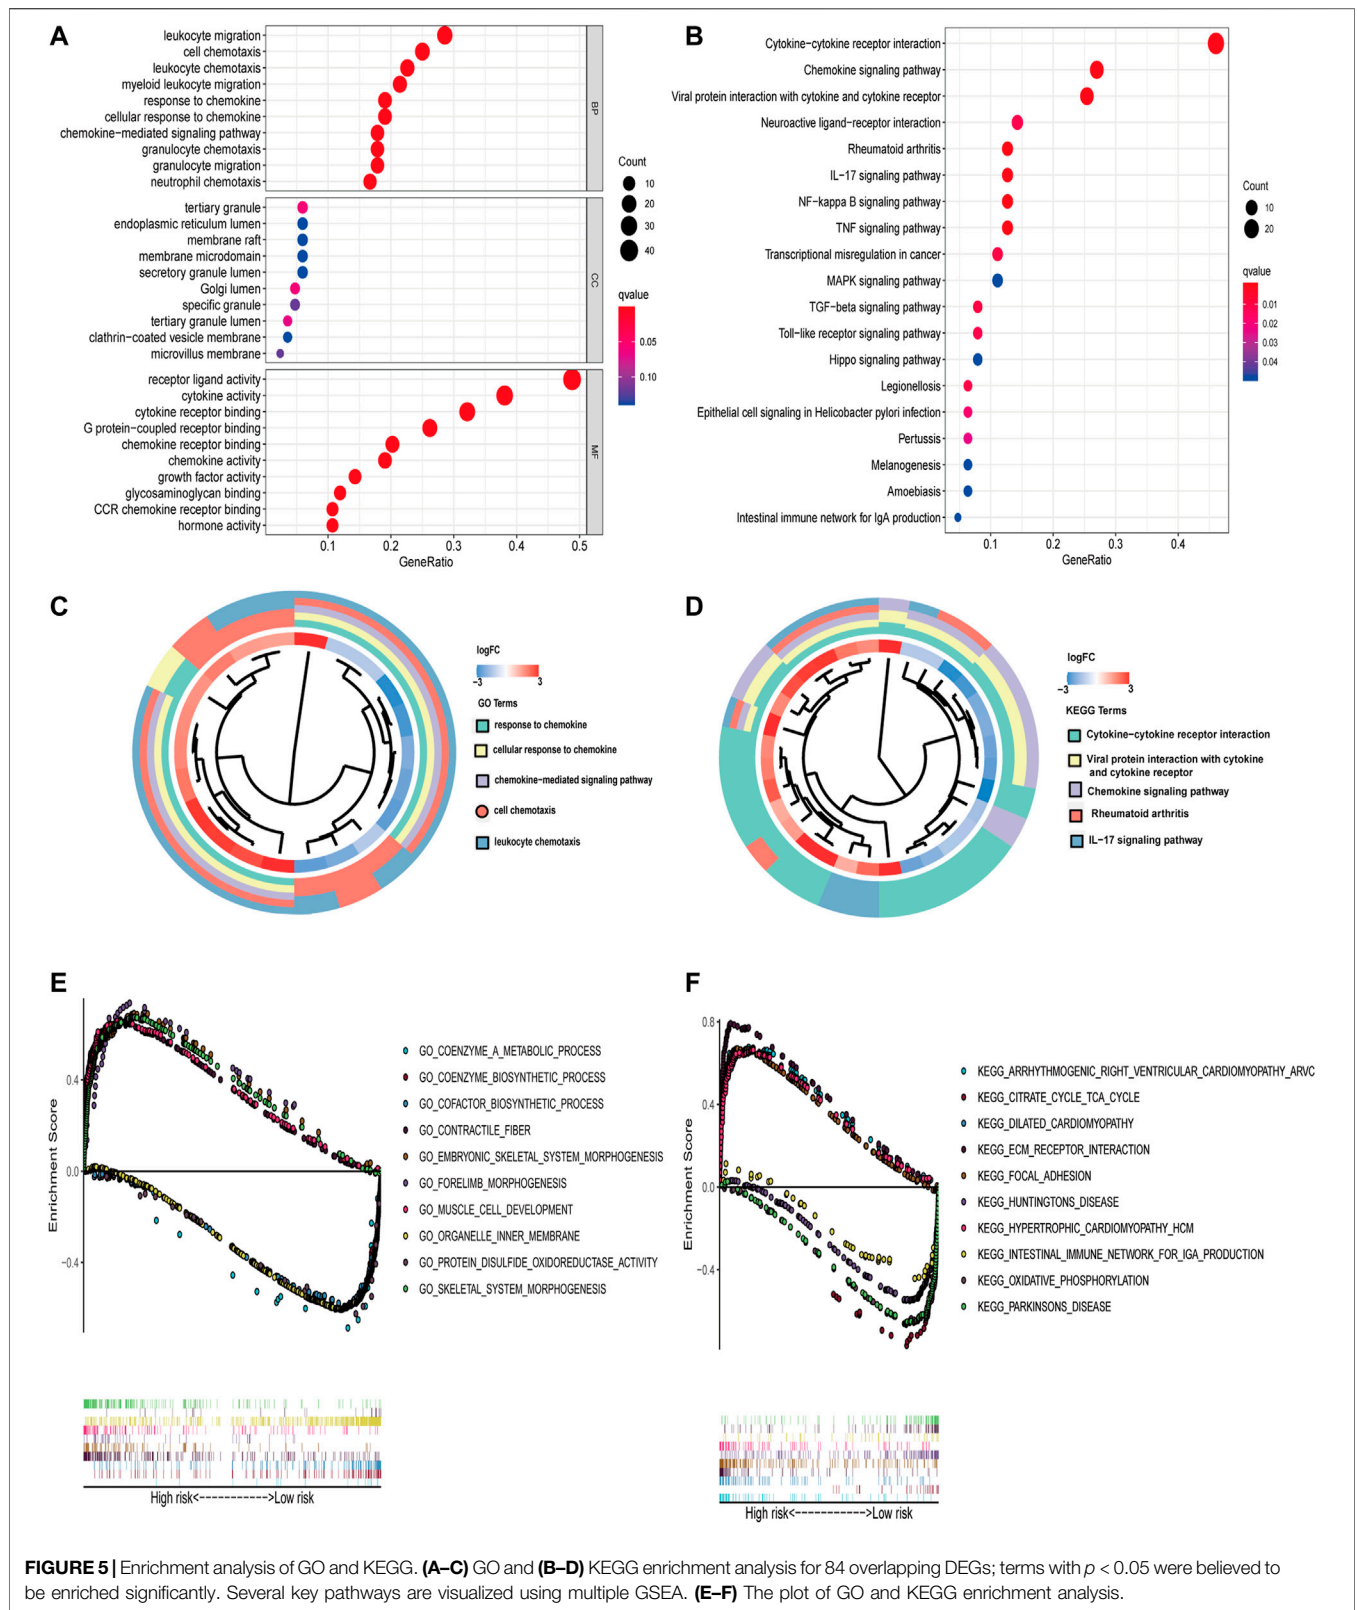 A
leukocyte migration
cell chemotaxis
leukocyte chemotaxis
myeloid leukocyte migration
response to chemokine
cellular response to chemokine
chemokine−mediated signaling pathway
granulocyte chemotaxis
granulocyte migration
neutrophil chemotaxis
BP
tertiary granule
endoplasmic reticulum lumen
membrane raft
membrane microdomain
secretory granule lumen
Golgi lumen
specific granule
tertiary granule lumen
clathrin−coated vesicle membrane
microvillus membrane
CC
receptor ligand activity
cytokine activity
cytokine receptor binding
G protein−coupled receptor binding
chemokine receptor binding
chemokine activity
growth factor activity
glycosaminoglycan binding
CCR chemokine receptor binding
hormone activity
MF
0.1 0.2 0.3 0.4 0.5
GeneRatio
Count
10
20
30
40
qvalue
0.05
0.10
B
Cytokine−cytokine receptor interaction
Chemokine signaling pathway
Viral protein interaction with cytokine and cytokine receptor
Neuroactive ligand−receptor interaction
Rheumatoid arthritis
IL−17 signaling pathway
NF−kappa B signaling pathway
TNF signaling pathway
Transcriptional misregulation in cancer
MAPK signaling pathway
TGF−beta signaling pathway
Toll−like receptor signaling pathway
Hippo signaling pathway
Legionellosis
Epithelial cell signaling in Helicobacter pylori infection
Pertussis
Melanogenesis
Amoebiasis
Intestinal immune network for IgA production
0.1 0.2 0.3 0.4
GeneRatio
Count
10
20
qvalue
0.01
0.02
0.03
0.04
C
logFC
−3 3
GO Terms
response to chemokine
cellular response to chemokine
chemokine−mediated signaling pathway
cell chemotaxis
leukocyte chemotaxis
D
logFC
−3 3
KEGG Terms
Cytokine−cytokine receptor interaction
Viral protein interaction with cytokine
and cytokine receptor
Chemokine signaling pathway
Rheumatoid arthritis
IL−17 signaling pathway
E
Enrichment Score
0.4
0.0
−0.4
GO_COENZYME_A_METABOLIC_PROCESS
GO_COENZYME_BIOSYNTHETIC_PROCESS
GO_COFACTOR_BIOSYNTHETIC_PROCESS
GO_CONTRACTILE_FIBER
GO_EMBRYONIC_SKELETAL_SYSTEM_MORPHOGENESIS
GO_FORELIMB_MORPHOGENESIS
GO_MUSCLE_CELL_DEVELOPMENT
GO_ORGANELLE_INNER_MEMBRANE
GO_PROTEIN_DISULFIDE_OXIDOREDUCTASE_ACTIVITY
GO_SKELETAL_SYSTEM_MORPHOGENESIS
High risk<------------>Low risk
F
Enrichment Score
0.8
0.4
0.0
−0.4
KEGG_ARRHYTHMOGENIC_RIGHT_VENTRICULAR_CARDIOMYOPATHY_ARVC
KEGG_CITRATE_CYCLE_TCA_CYCLE
KEGG_DILATED_CARDIOMYOPATHY
KEGG_ECM_RECEPTOR_INTERACTION
KEGG_FOCAL_ADHESION
KEGG_HUNTINGTONS_DISEASE
KEGG_HYPERTROPHIC_CARDIOMYOPATHY_HCM
KEGG_INTESTINAL_IMMUNE_NETWORK_FOR_IGA_PRODUCTION
KEGG_OXIDATIVE_PHOSPHORYLATION
KEGG_PARKINSONS_DISEASE
High risk<------------>Low risk
FIGURE 5 | Enrichment analysis of GO and KEGG. (A–C) GO and (B–D) KEGG enrichment analysis for 84 overlapping DEGs; terms with p < 0.05 were believed to
be enriched significantly. Several key pathways are visualized using multiple GSEA. (E–F) The plot of GO and KEGG enrichment analysis.